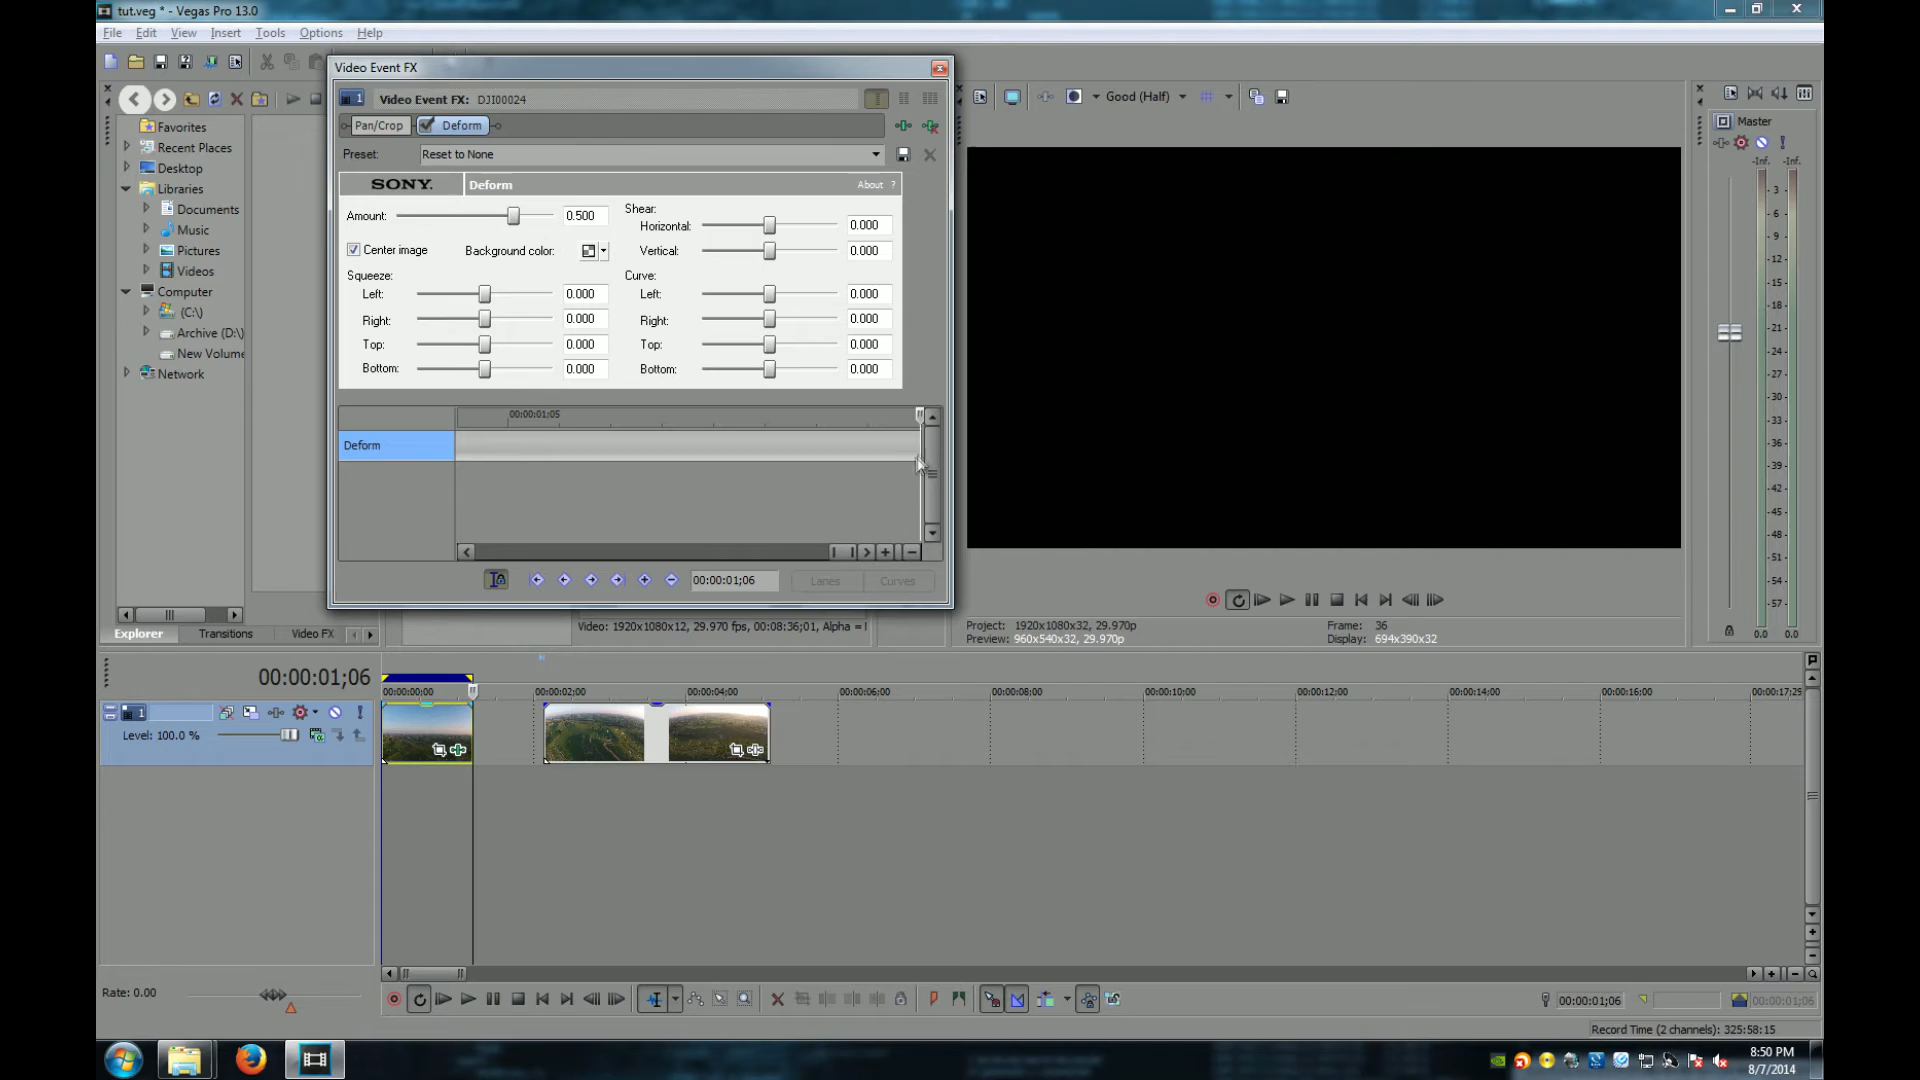 tut.veg * - Vegas Pro 13.0
File Edit View Insert Tools Options Help
Video Event FX
Video Event FX: DJI00024
Pan/Crop Deform
Preset: Reset to None
SONY. Deform About ?
Amount: 0.500
Center image Background color:
Shear:
Horizontal: 0.000
Vertical: 0.000
Squeeze:
Left: 0.000
Right: 0.000
Top: 0.000
Bottom: 0.000
Curve:
Left: 0.000
Right: 0.000
Top: 0.000
Bottom: 0.000
00:00:01;05
Deform
00:00:01;06 Lanes Curves
Favorites
Recent Places
Desktop
Libraries
Documents
Music
Pictures
Videos
Computer
(C:\)
Archive (D:\)
New Volume
Network
Explorer Transitions Video FX
Video: 1920x1080x12, 29.970 fps, 00:08:36;01, Alpha =
Good (Half)
Project: 1920x1080x32, 29.970p
Preview: 960x540x32, 29.970p
Frame: 36
Display: 694x390x32
Master
-Inf. -Inf.
3
6
9
12
15
18
21
24
27
30
33
36
39
42
45
48
51
54
57
0.0 0.0
00:00:01;06
00:00:00;00 00:00:02;00 00:00:04;00 00:00:06;00 00:00:08;00 00:00:10;00 00:00:12;00 00:00:14;00 00:00:16;00 00:00:17;29
1
Level: 100.0 %
Rate: 0.00
00:00:01;06 00:00:01;06
Record Time (2 channels): 325:58:15
8:50 PM
8/7/2014